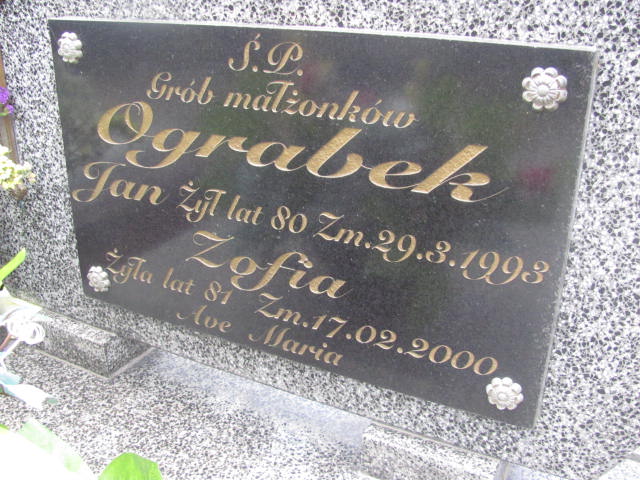 Ś.P.
Grób małżonków
Ograbek
Jan Żył lat 80 Zm.29.3.1993
Zofia
Żyła lat 81 Zm.17.02.2000
Ave Maria